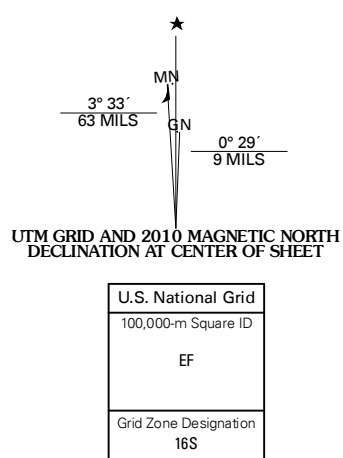 ★
MN
3° 33´
63 MILS
GN
0° 29´
9 MILS
UTM GRID AND 2010 MAGNETIC NORTH
DECLINATION AT CENTER OF SHEET
U.S. National Grid
100,000-m Square ID
EF
Grid Zone Designation
16S